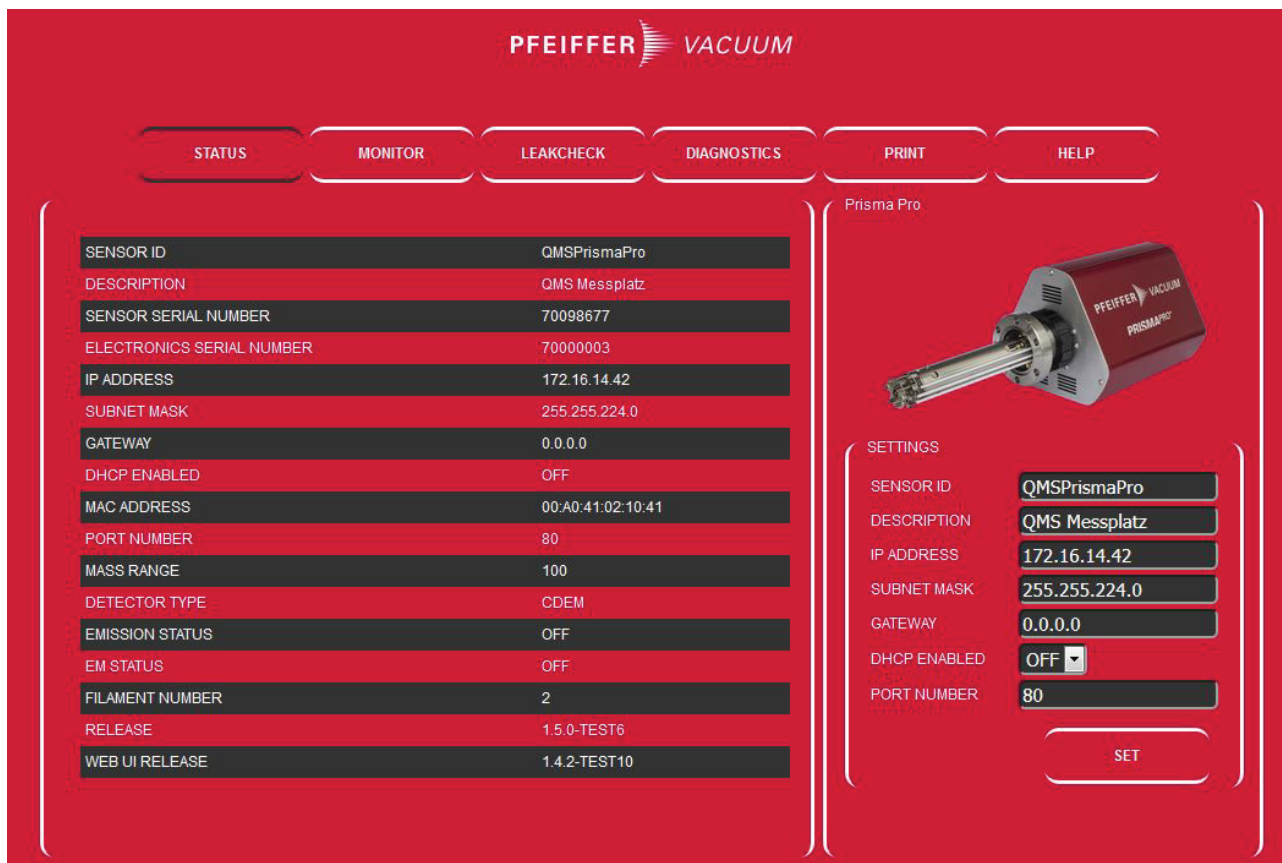 PFEIFFER VACUUM
STATUS MONITOR LEAKCHECK DIAGNOSTICS PRINT HELP
SENSOR ID QMSPrismaPro
DESCRIPTION QMS Messplatz
SENSOR SERIAL NUMBER 70098677
ELECTRONICS SERIAL NUMBER 70000003
IP ADDRESS 172.16.14.42
SUBNET MASK 255.255.224.0
GATEWAY 0.0.0.0
DHCP ENABLED OFF
MAC ADDRESS 00:A0:41:02:10:41
PORT NUMBER 80
MASS RANGE 100
DETECTOR TYPE CDEM
EMISSION STATUS OFF
EM STATUS OFF
FILAMENT NUMBER 2
RELEASE 1.5.0-TEST6
WEB UI RELEASE 1.4.2-TEST10
Prisma Pro
PFEIFFER VACUUM
PRISMAPRO®
SETTINGS
SENSOR ID QMSPrismaPro
DESCRIPTION QMS Messplatz
IP ADDRESS 172.16.14.42
SUBNET MASK 255.255.224.0
GATEWAY 0.0.0.0
DHCP ENABLED OFF
PORT NUMBER 80
SET